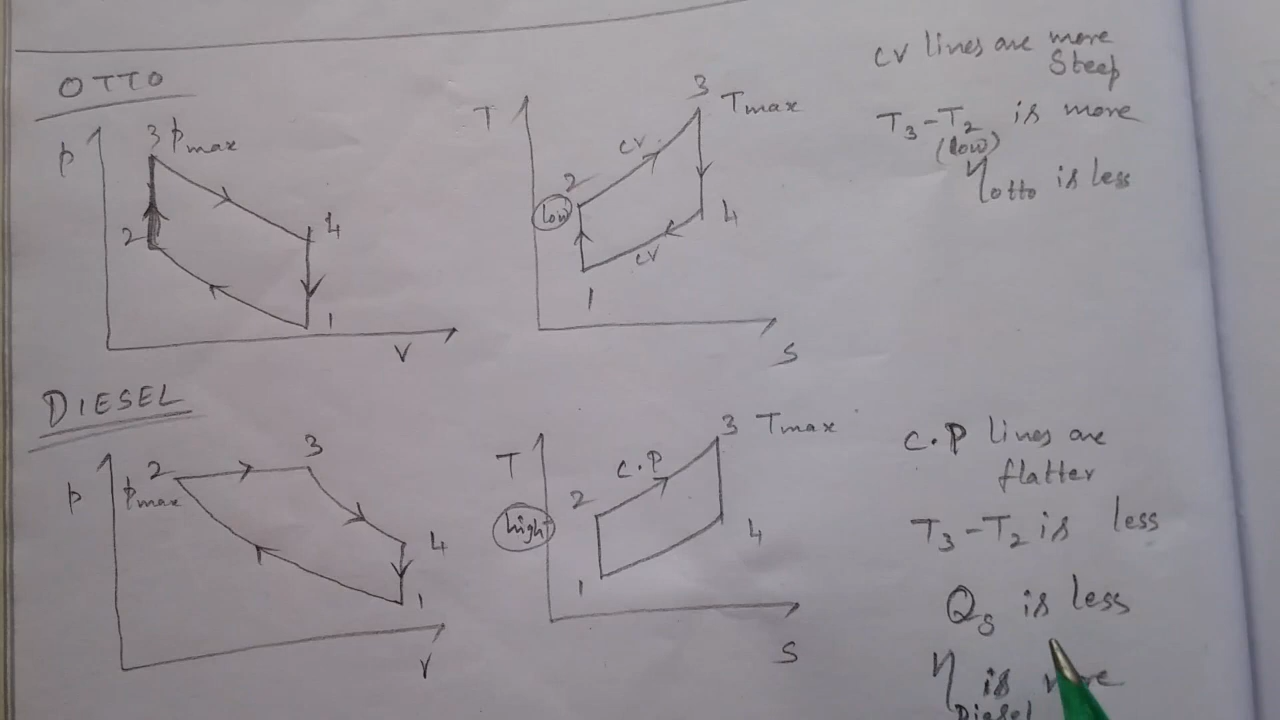 OTTO
p
3 pmax
2
4
1
V
T
3 Tmax
cv
2
low
4
cv
1
S
cv lines are more
Steep
T3-T2 is more
(low)
ηotto is less
DIESEL
p
2
3
pmax
4
1
V
T
3 Tmax
C.P
2
high
4
1
S
C.P lines are
flatter
T3-T2 is less
Qs is less
η is
Diesel